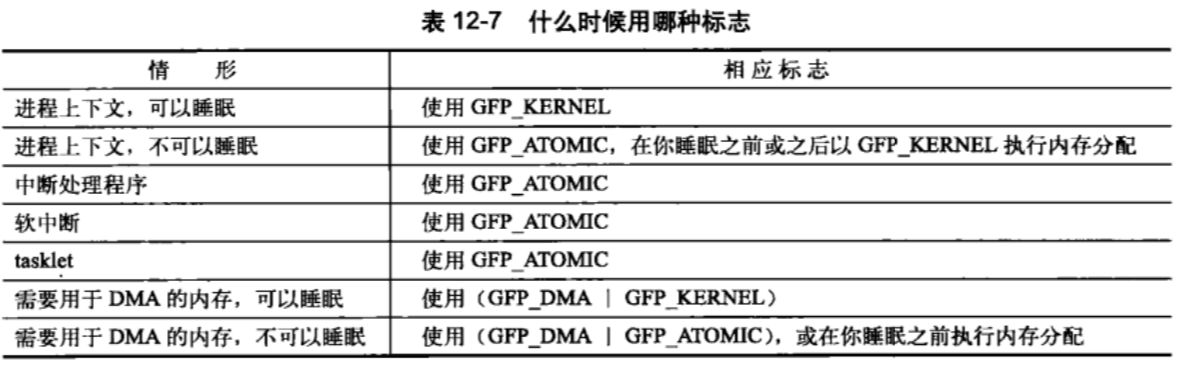 表 12-7 什么时候用哪种标志
情 形 相应标志
进程上下文，可以睡眠 使用 GFP_KERNEL
进程上下文，不可以睡眠 使用 GFP_ATOMIC，在你睡眠之前或之后以 GFP_KERNEL 执行内存分配
中断处理程序 使用 GFP_ATOMIC
软中断 使用 GFP_ATOMIC
tasklet 使用 GFP_ATOMIC
需要用于 DMA 的内存，可以睡眠 使用（GFP_DMA | GFP_KERNEL）
需要用于 DMA 的内存，不可以睡眠 使用（GFP_DMA | GFP_ATOMIC），或在你睡眠之前执行内存分配